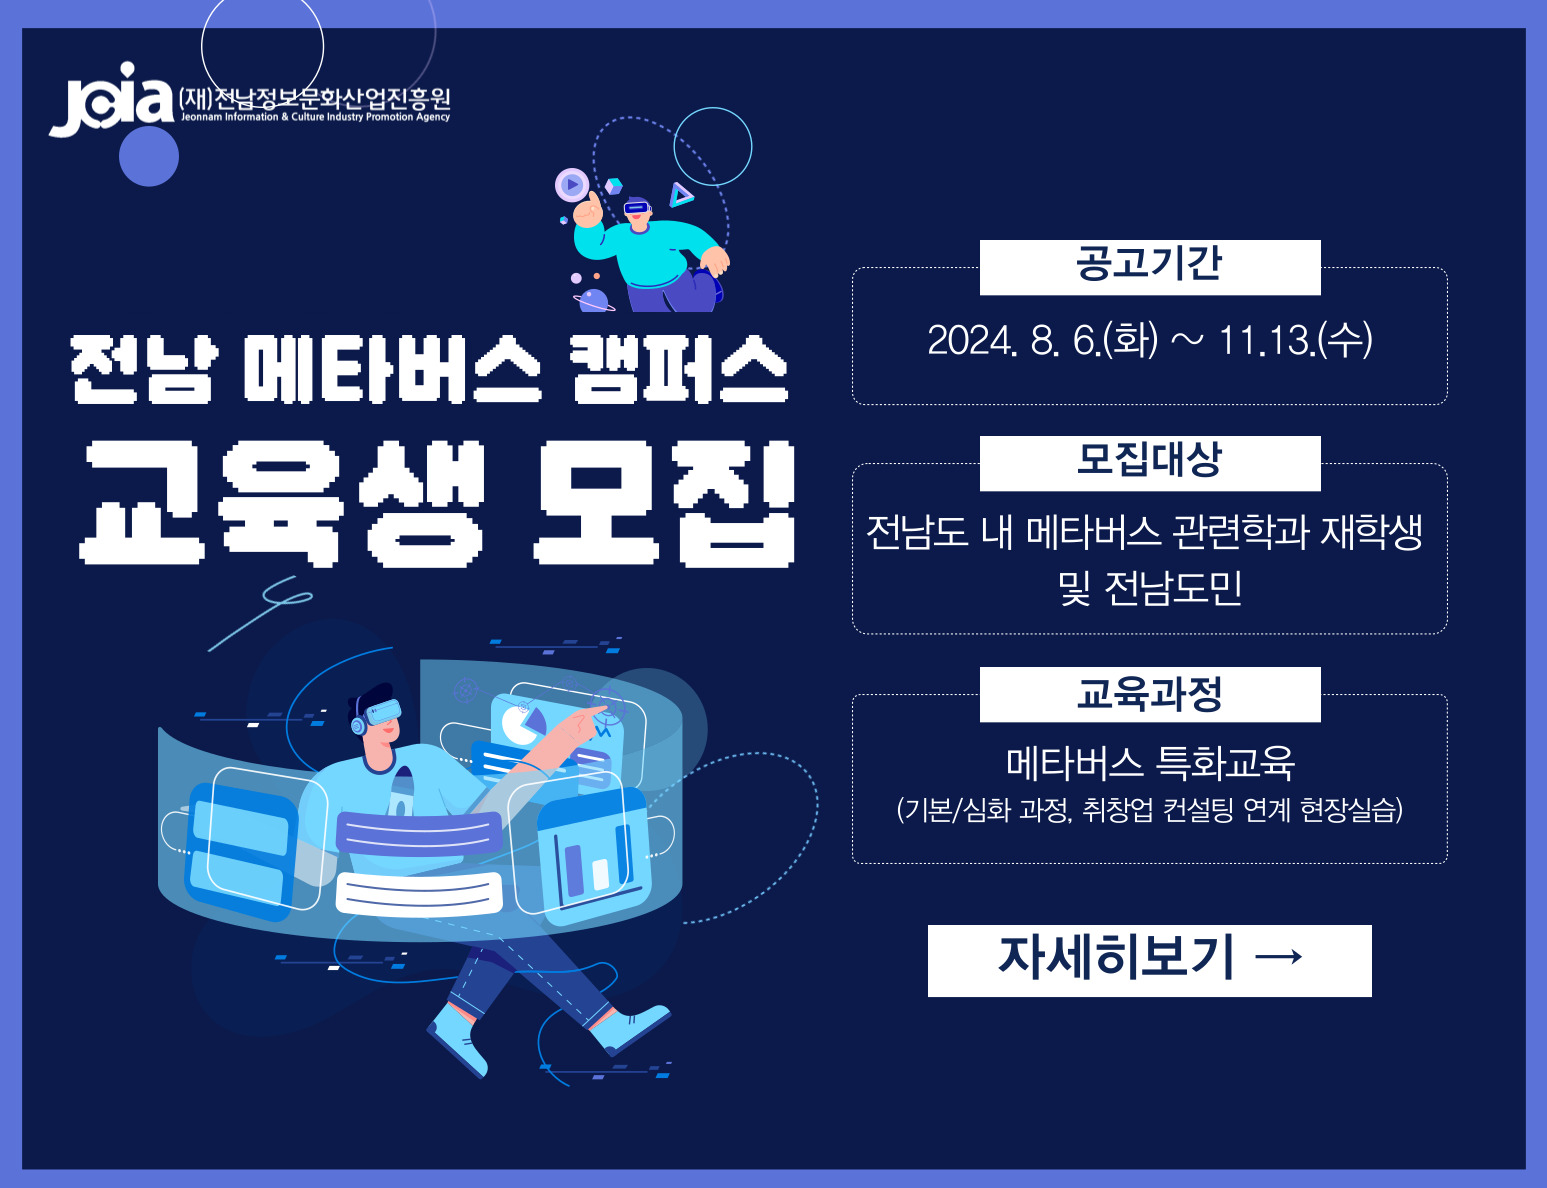 jcia (재)전남정보문화산업진흥원
Jeonnam Information & Culture Industry Promotion Agency
전남 메타버스 캠퍼스
교육생 모집
공고기간
2024. 8. 6.(화) ~ 11.13.(수)
모집대상
전남도 내 메타버스 관련학과 재학생
및 전남도민
교육과정
메타버스 특화교육
(기본/심화 과정, 취창업 컨설팅 연계 현장실습)
자세히보기 →